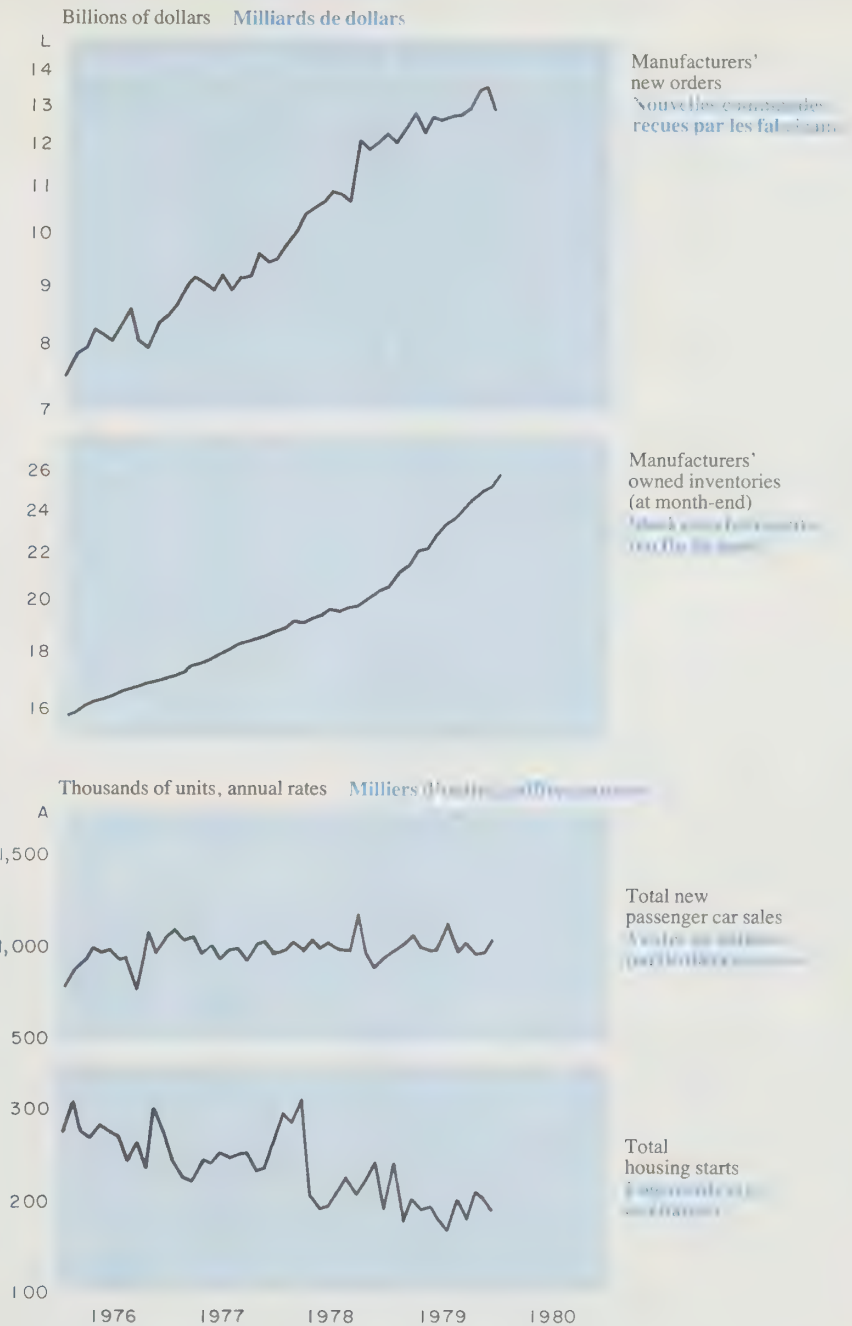 Billions of dollars Milliards de dollars
L
14
13
12
11
10
9
8
7
Manufacturers'
new orders
Nouvelles commandes
reçues par les
26
24
22
20
18
16
Manufacturers'
owned inventories
(at month-end)
Thousands of units, annual rates Milliers
A
1,500
1,000
500
Total new
passenger car sales
300
200
100
Total
housing starts
1976 1977 1978 1979 1980